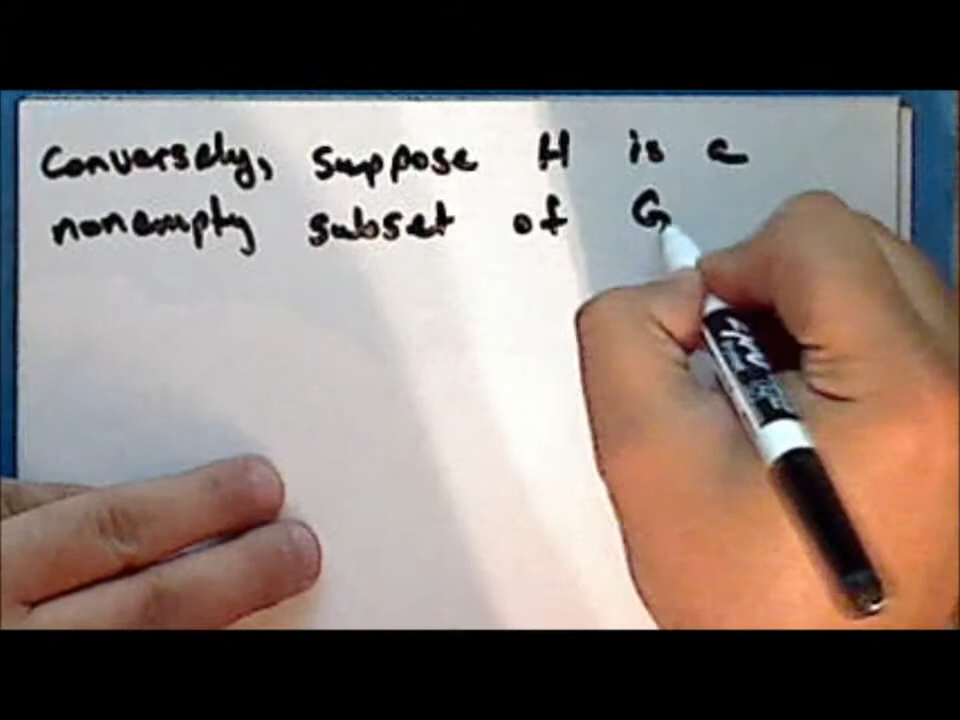 Conversely, suppose H is a
nonempty subset of G